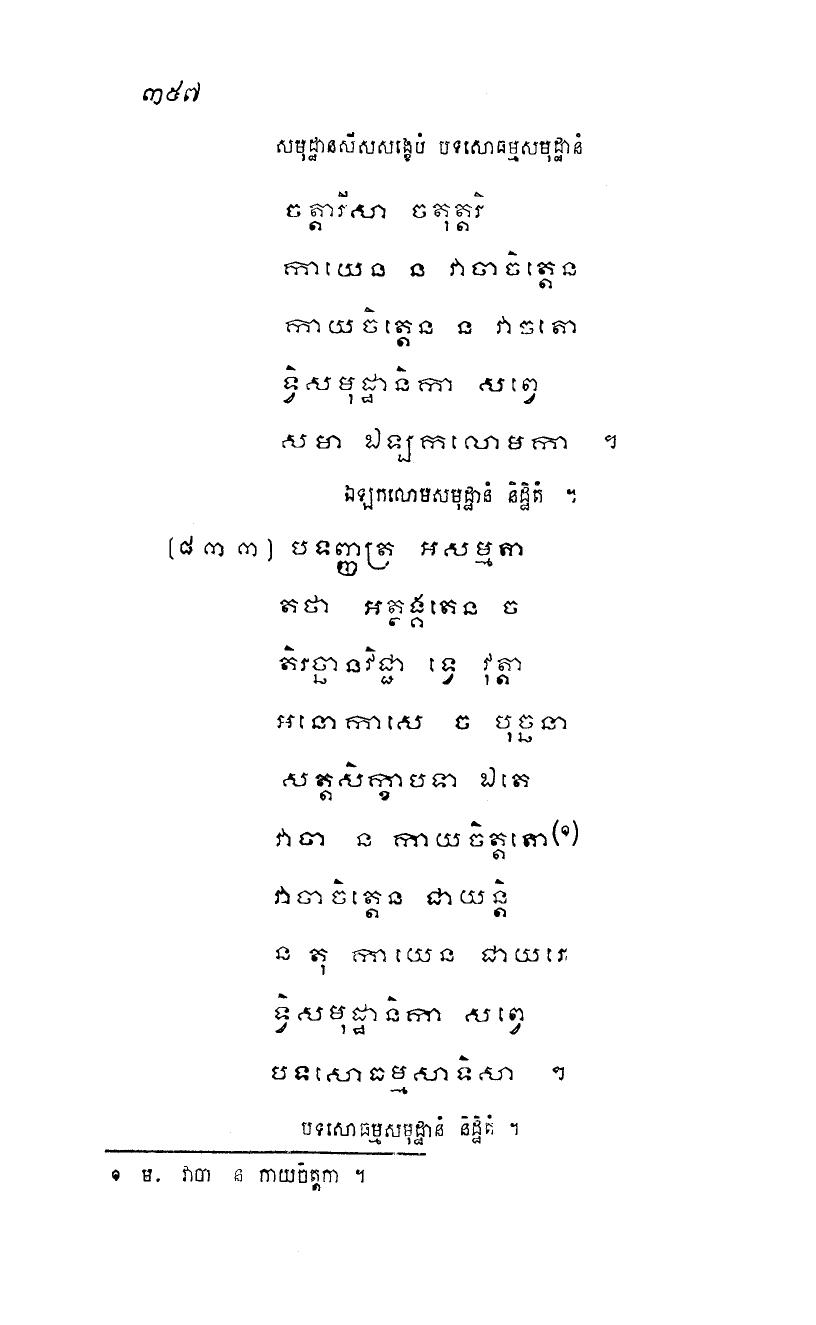 ៣៥៧
សមុដ្ឋានសីសសង្ខេបំ បទសោធម្មសមុដ្ឋានំ
ចត្តារីសា ចតុត្តរិ
កាយេន ន វាចាចិត្តេន
កាយចិត្តេន ន វាចតោ
ទ្វិសមុដ្ឋានិកា សព្វេ
សមា ឯឡកលោមកា ។
ឯឡកលោមសមុដ្ឋានំ និដ្ឋិតំ ។
(៨៣៣) បទញ្ញត្រ អសម្មតា
តថា អត្ថង្គតេន ច
តិរច្ឆានវិជ្ជា ទ្វេ វុត្តា
អនោកាសេ ច បុច្ឆនា
សត្តសិក្ខាបទា ឯតេ
វាចា ន កាយចិត្តតោ(១)
វាចាចិត្តេន ជាយន្តិ
ន តុ កាយេន ជាយរេ
ទ្វិសមុដ្ឋានិកា សព្វេ
បទសោធម្មសាទិសា ។
បទសោធម្មសមុដ្ឋានំ និដ្ឋិតំ ។
១ ម. វាចា ន កាយចិត្តកា ។